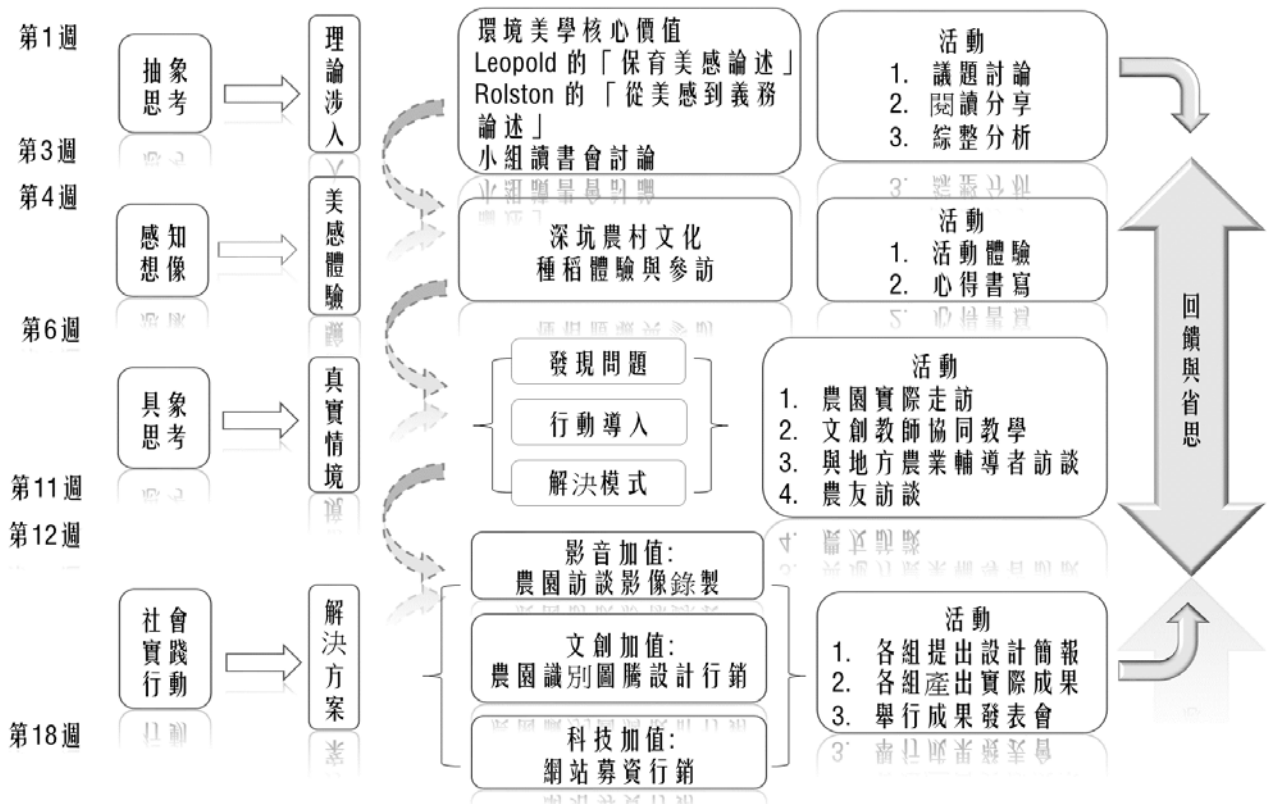 第1週
抽象
思考
理
論
涉
入
環境美學核心價值
Leopold 的「保育美感論述」
Rolston 的「從美感到義務
論述」
小組讀書會討論
活動
1. 議題討論
2. 閱讀分享
3. 綜整分析
第3週
第4週
感知
想像
美
感
體
驗
深坑農村文化
種稻體驗與參訪
活動
1. 活動體驗
2. 心得書寫
第6週
具象
思考
真
實
情
境
發現問題
行動導入
解決模式
活動
1. 農園實際走訪
2. 文創教師協同教學
3. 與地方農業輔導者訪談
4. 農友訪談
第11週
第12週
社會
實踐
行動
解
決
方
案
影音加值:
農園訪談影像錄製
文創加值:
農園識別圖騰設計行銷
科技加值:
網站募資行銷
活動
1. 各組提出設計簡報
2. 各組產出實際成果
3. 舉行成果發表會
第18週
回
饋
與
省
思